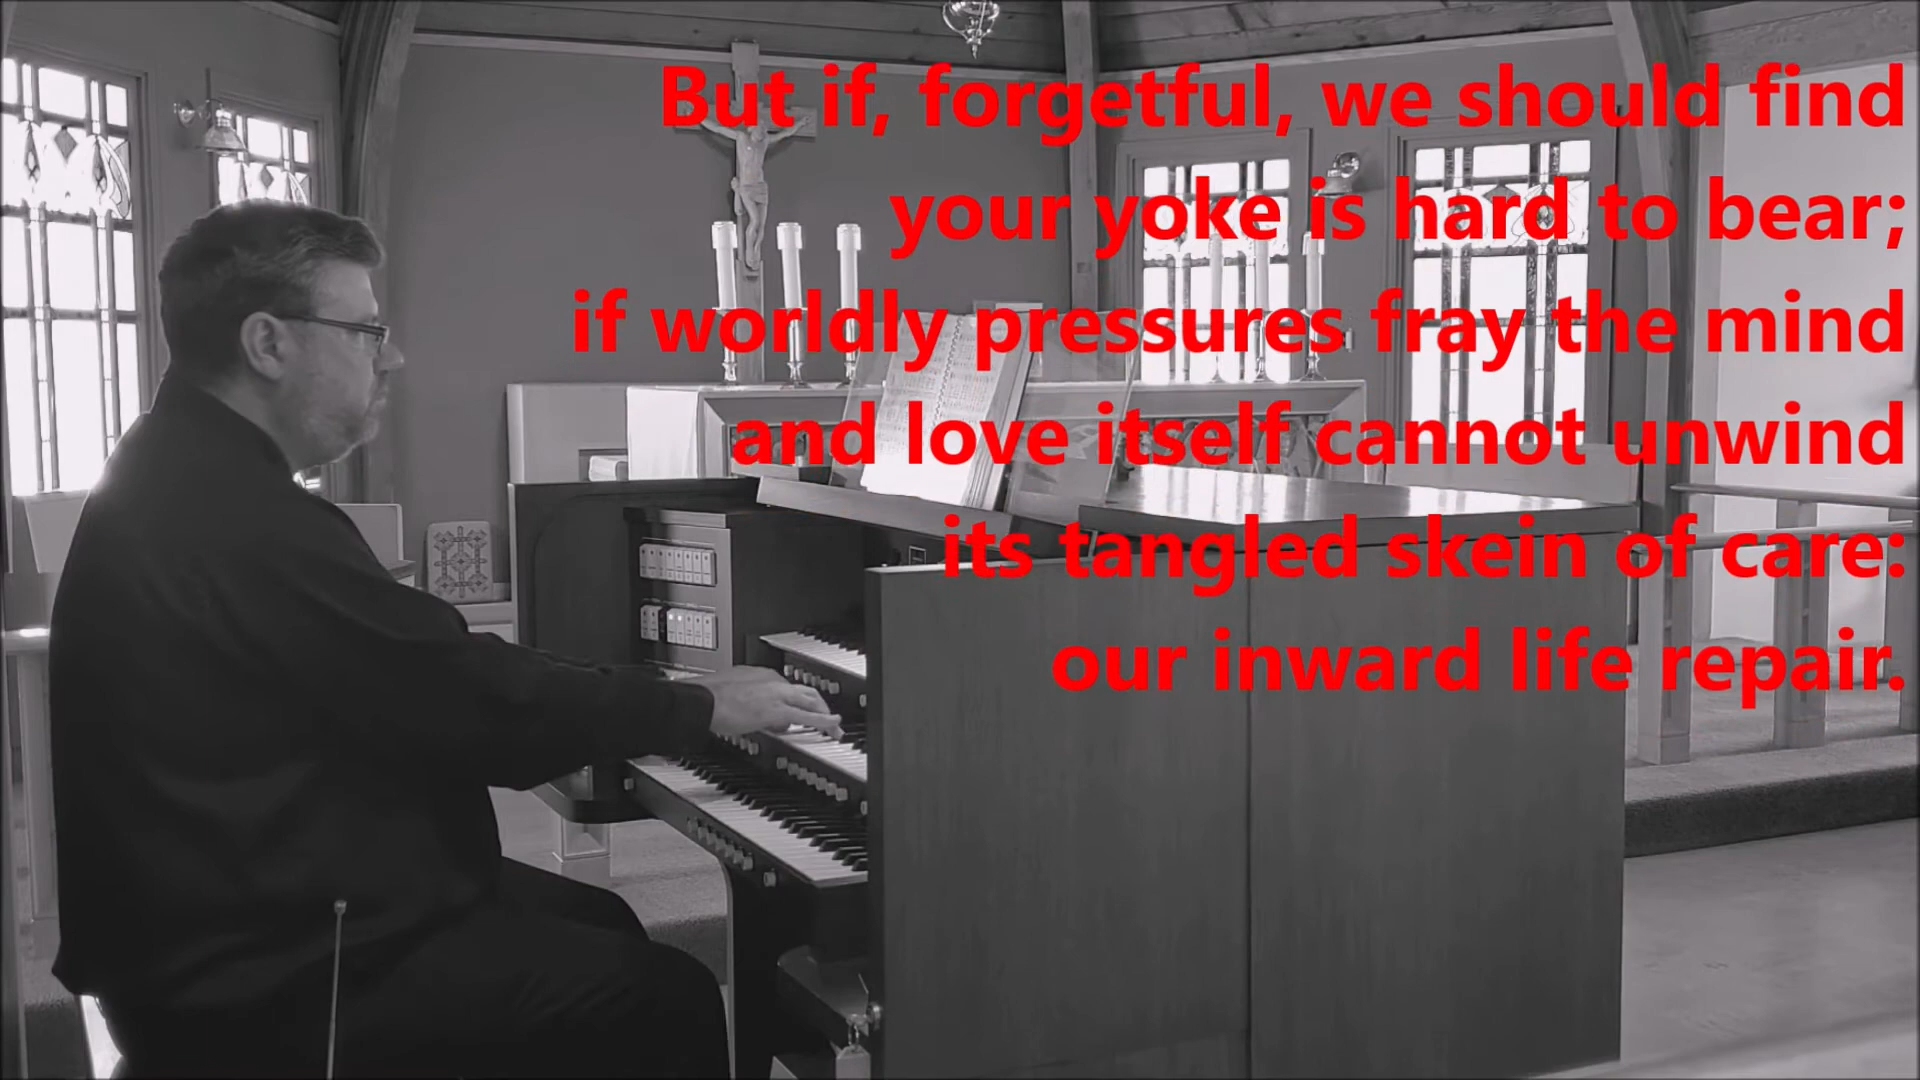 But if, forgetful, we should find
your yoke is hard to bear;
if worldly pressures fray the mind
and love itself cannot unwind
its tangled skein of care:
our inward life repair.